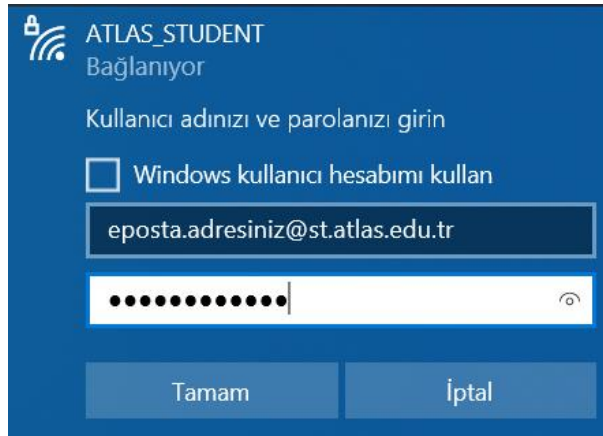 ATLAS_STUDENT
Bağlanıyor
Kullanıcı adınızı ve parolanızı girin
Windows kullanıcı hesabımı kullan
eposta.adresiniz@st.atlas.edu.tr
●●●●●●●●●●●●
Tamam İptal